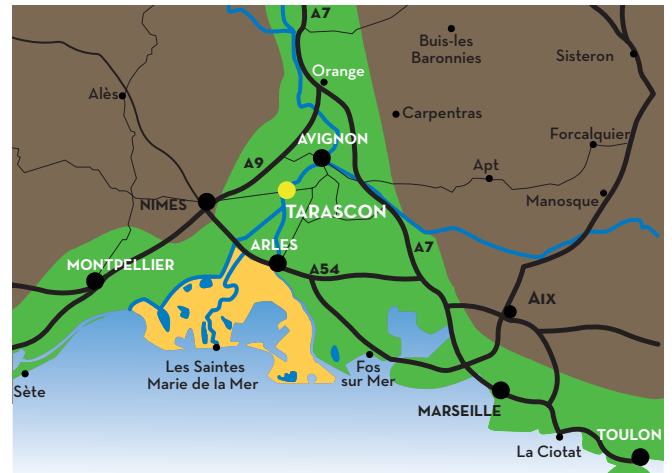 A7
Buis-les
Baronnies
Sisteron
Orange
Alès
Carpentras
AVIGNON
Forcalquier
A9
Apt
NIMES
TARASCON
Manosque
ARLES
A7
MONTPELLIER
A54
AIX
Les Saintes
Marie de la Mer
Fos
sur Mer
Sète
MARSEILLE
TOULON
La Ciotat